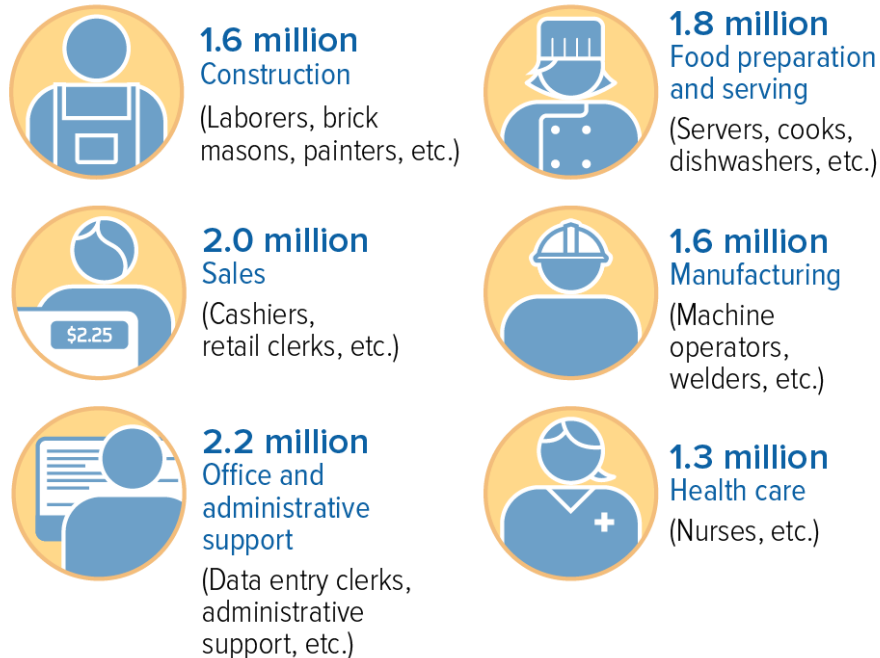 1.6 million
Construction
(Laborers, brick
masons, painters, etc.)
1.8 million
Food preparation
and serving
(Servers, cooks,
dishwashers, etc.)
$2.25
2.0 million
Sales
(Cashiers,
retail clerks, etc.)
1.6 million
Manufacturing
(Machine
operators,
welders, etc.)
2.2 million
Office and
administrative
support
(Data entry clerks,
administrative
support, etc.)
1.3 million
Health care
(Nurses, etc.)